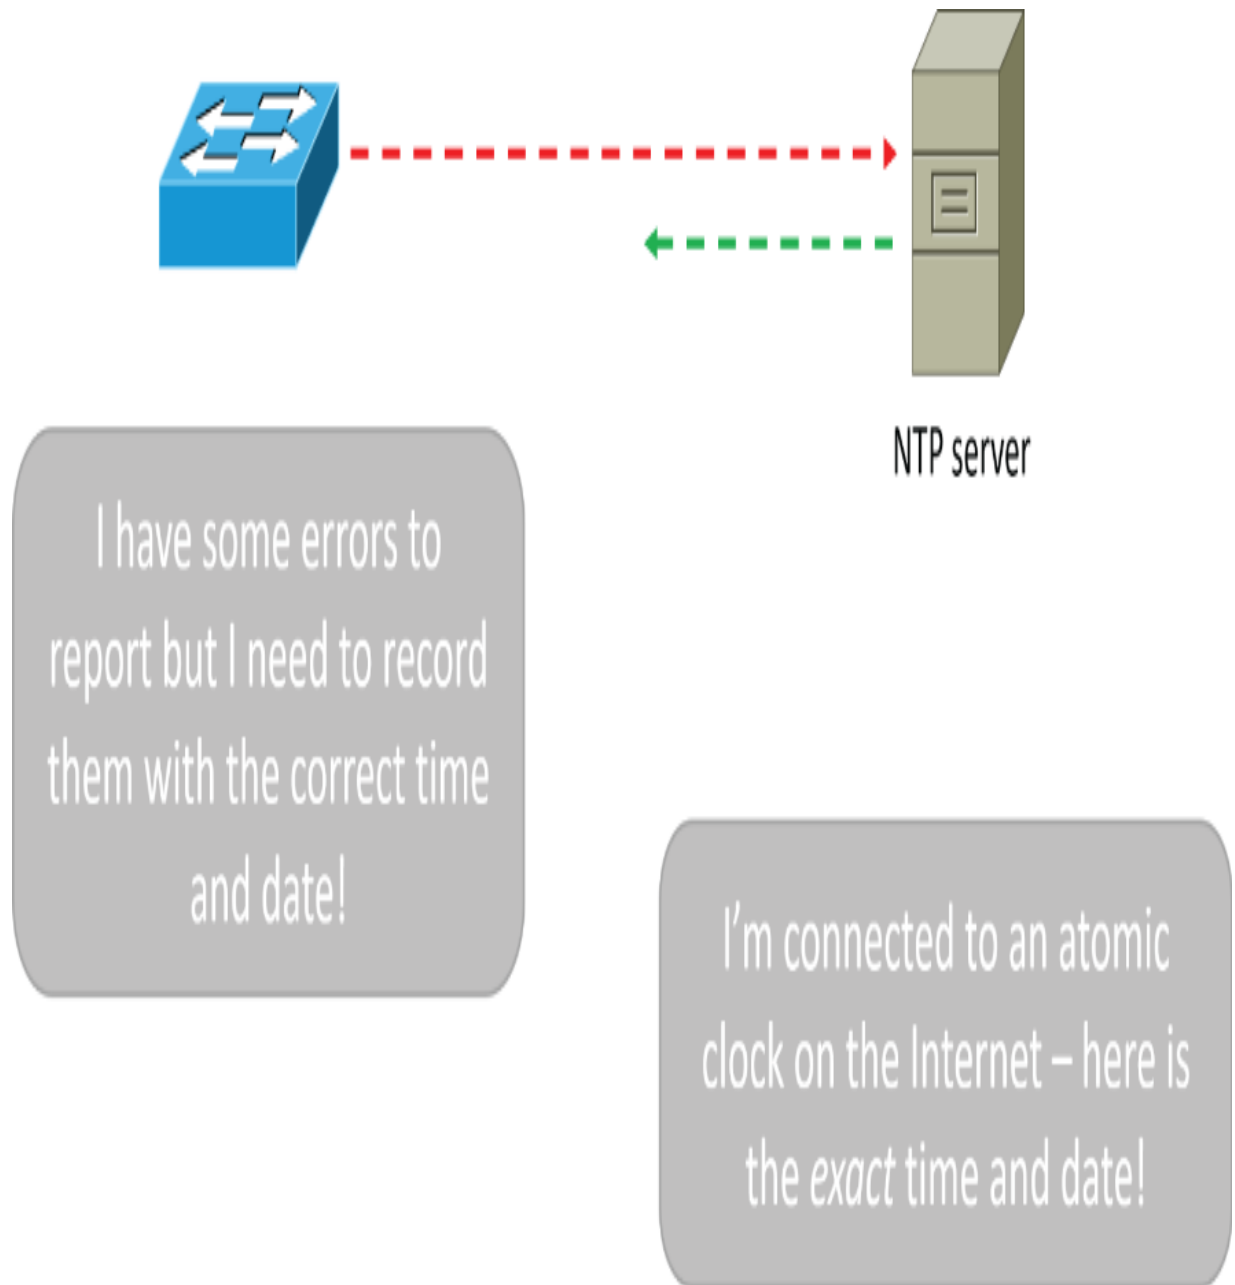 NTP server
I have some errors to
report but I need to record
them with the correct time
and date!
I'm connected to an atomic
clock on the Internet – here is
the exact time and date!